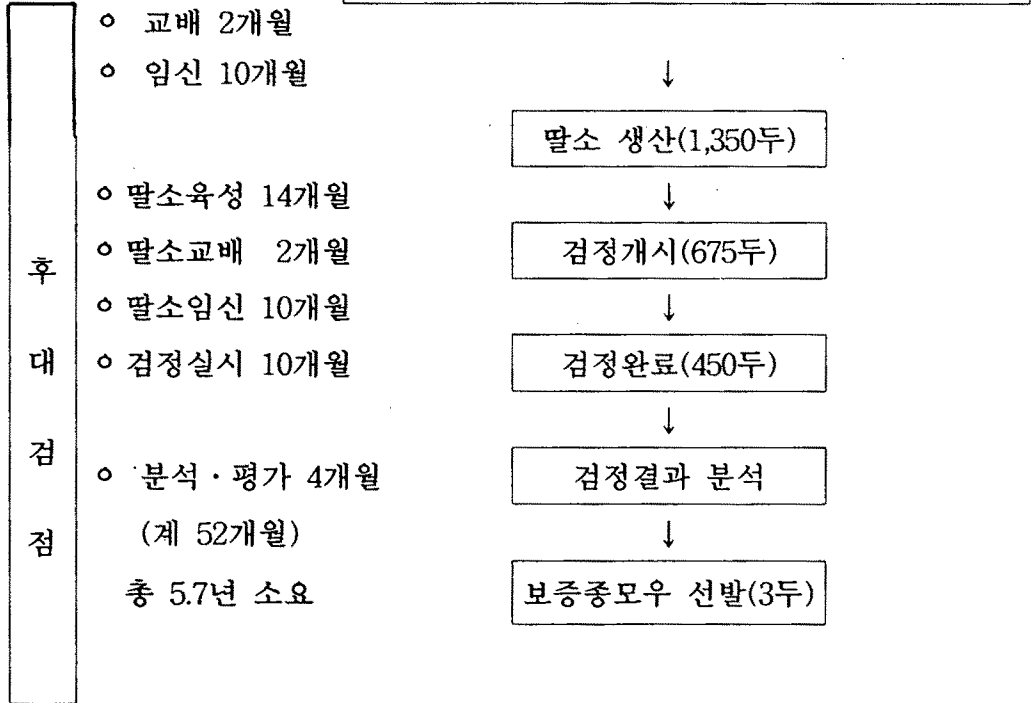 후대검점
○ 교배 2개월
○ 임신 10개월
↓
딸소 생산(1,350두)
○ 딸소육성 14개월
↓
○ 딸소교배 2개월
검정개시(675두)
○ 딸소임신 10개월
↓
○ 검정실시 10개월
검정완료(450두)
↓
○ 분석·평가 4개월
검정결과 분석
(계 52개월)
↓
총 5.7년 소요
보증종모우 선발(3두)